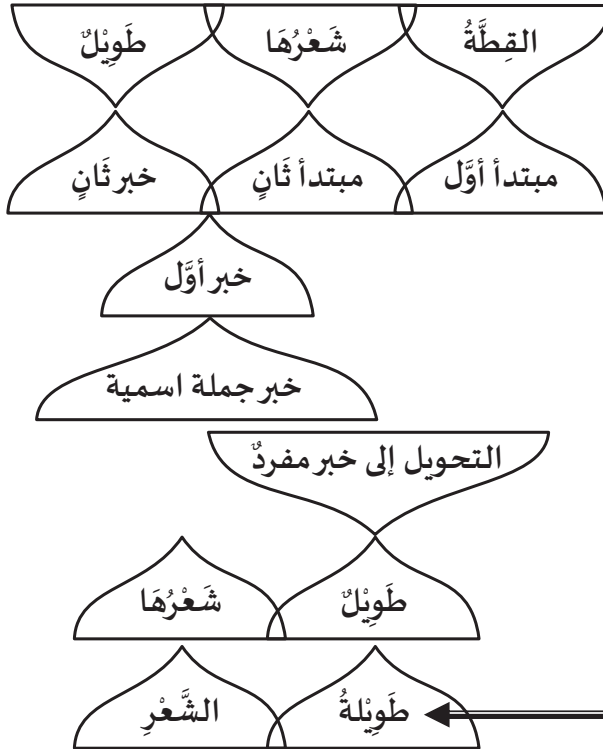 القِطَّةُ شَعْرُهَا طَوِيْلٌ
مبتدأ أوَّل مبتدأ ثَانٍ خبر ثَانٍ
خبر أوَّل
خبر جملة اسمية
التحويل إلى خبر مفردٌ
طَوِيْلٌ شَعْرُهَا
طَوِيْلةُ الشَّعْرِ